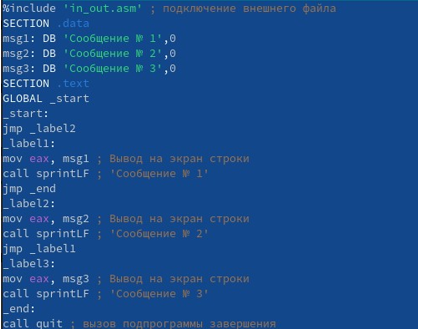 %include 'in_out.asm' ; подключение внешнего файла
SECTION .data
msg1: DB 'Сообщение № 1',0
msg2: DB 'Сообщение № 2',0
msg3: DB 'Сообщение № 3',0
SECTION .text
GLOBAL _start
_start:
jmp _label2
_label1:
mov eax, msg1 ; Вывод на экран строки
call sprintLF ; 'Сообщение № 1'
jmp _end
_label2:
mov eax, msg2 ; Вывод на экран строки
call sprintLF ; 'Сообщение № 2'
jmp _label1
_label3:
mov eax, msg3 ; Вывод на экран строки
call sprintLF ; 'Сообщение № 3'
_end:
call quit ; вызов подпрограммы завершения